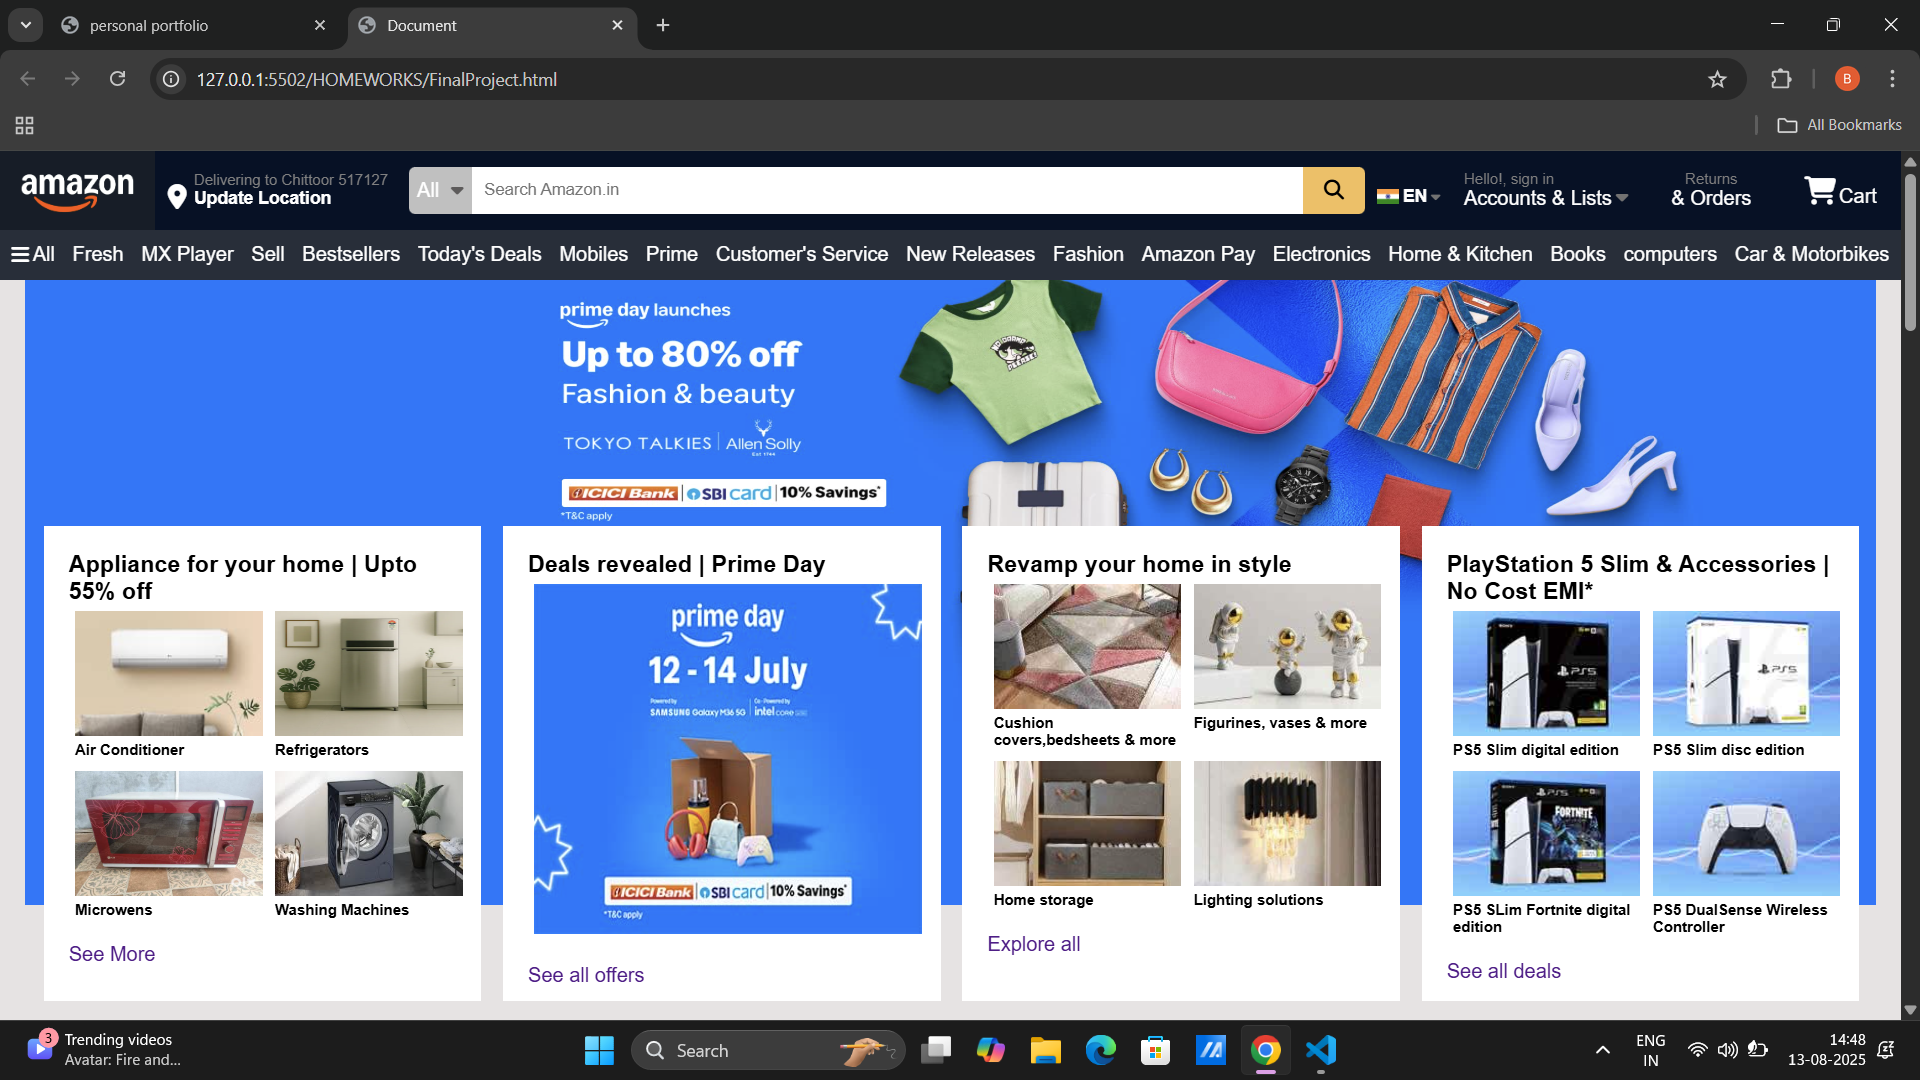 personal portfolio
Document
127.0.0.1:5502/HOMEWORKS/FinalProject.html
B
All Bookmarks
amazon
Delivering to Chittoor 517127
Update Location
All
Search Amazon.in
EN
Hello!, sign in
Accounts & Lists
Returns
& Orders
Cart
All Fresh MX Player Sell Bestsellers Today's Deals Mobiles Prime Customer's Service New Releases Fashion Amazon Pay Electronics Home & Kitchen Books computers Car & Motorbikes
prime day launches
Up to 80% off
Fashion & beauty
TOKYO TALKIES | Allen Solly
Est 1744
ICICI Bank | SBI card | 10% Savings*
*T&C apply
Appliance for your home | Upto
55% off
Air Conditioner
Refrigerators
Microwens
Washing Machines
See More
Deals revealed | Prime Day
prime day
12 - 14 July
Powered by
SAMSUNG Galaxy M36 5G
Co-Powered by
intel core
ICICI Bank | SBI card | 10% Savings*
*T&C apply
See all offers
Revamp your home in style
Cushion
covers,bedsheets & more
Figurines, vases & more
Home storage
Lighting solutions
Explore all
PlayStation 5 Slim & Accessories |
No Cost EMI*
PS5
PS5
PS5 Slim digital edition
PS5 Slim disc edition
PS5
FORTNITE
PS5 SLim Fortnite digital
edition
PS5 DualSense Wireless
Controller
See all deals
3
Trending videos
Avatar: Fire and...
Search
ENG
IN
14:48
13-08-2025